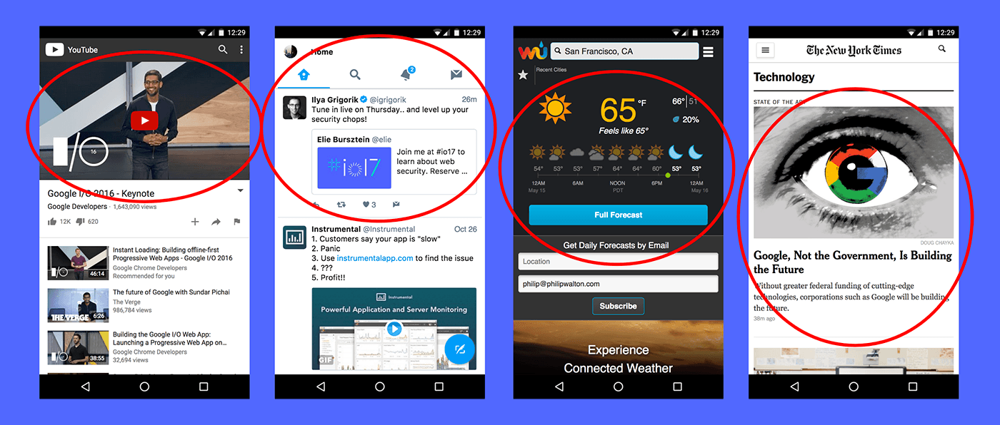 12:29
YouTube
I/O
16
Google I/O 2016 - Keynote
Google Developers · 1,643,090 views
12K 620
Instant Loading: Building offline-first
Progressive Web Apps - Google I/O 2016
Google Chrome Developers
Recommended for you
46:14
The future of Google with Sundar Pichai
The Verge
986,784 views
THE VERGE 6:26
Building the Google I/O Web App:
Launching a Progressive Web App on...
Google Chrome Developers
32,694 views
38:55
12:29
Home
2
Ilya Grigorik @igrigorik 26m
Tune in live on Thursday.. and level up your
security chops!
Elie Bursztein @elie
#io17
Join me at #io17 to
learn about web
security. Reserve ...
3
Instrumental @Instrumental Oct 26
1. Customers say your app is "slow"
2. Panic
3. Use instrumentalapp.com to find the issue
4. ???
5. Profit!!
Instrumental
Powerful Application and Server Monitoring
GIF
12:29
wu San Francisco, CA
Recent Cities
65 °F
66° | 51
20%
Feels like 65°
54° 53° 53° 57° 64° 64° 60° 53° 53°
12AM 6AM NOON 6PM 12AM
May 15 PDT May 16
Full Forecast
Get Daily Forecasts by Email
Location
philip@philipwalton.com
Subscribe
Experience
Connected Weather
12:29
The New York Times
Technology
STATE OF THE ART
DOUG CHAYKA
Google, Not the Government, Is Building
the Future
Without greater federal funding of cutting-edge
technologies, corporations such as Google will be building
the future.
38m ago